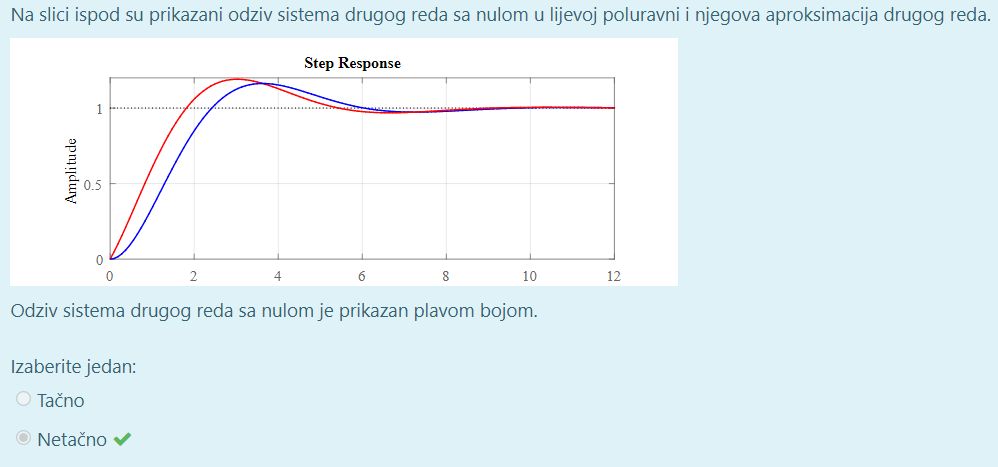 Na slici ispod su prikazani odziv sistema drugog reda sa nulom u lijevoj poluravni i njegova aproksimacija drugog reda.
Step Response
Amplitude
1
0.5
0
0 2 4 6 8 10 12
Odziv sistema drugog reda sa nulom je prikazan plavom bojom.
Izaberite jedan:
Tačno
Netačno